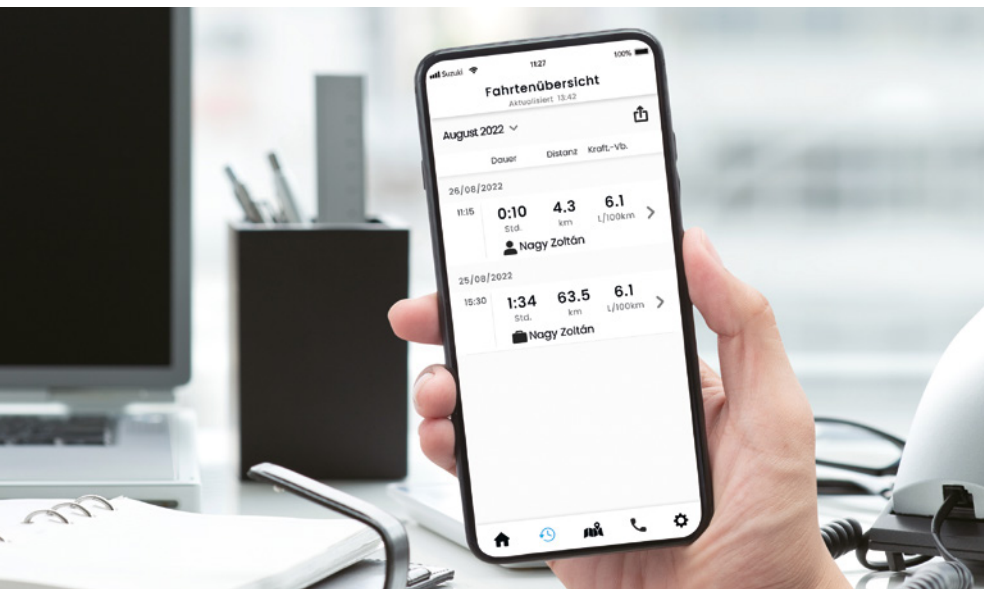 Suzuki 11:27 100%
Fahrtenübersicht
Aktualisiert 13:42
August 2022
Dauer Distanz Kraft.-Vb.
26/08/2022
11:15 0:10 4.3 6.1
Std. km L/100km
Nagy Zoltán
25/08/2022
15:30 1:34 63.5 6.1
Std. km L/100km
Nagy Zoltán